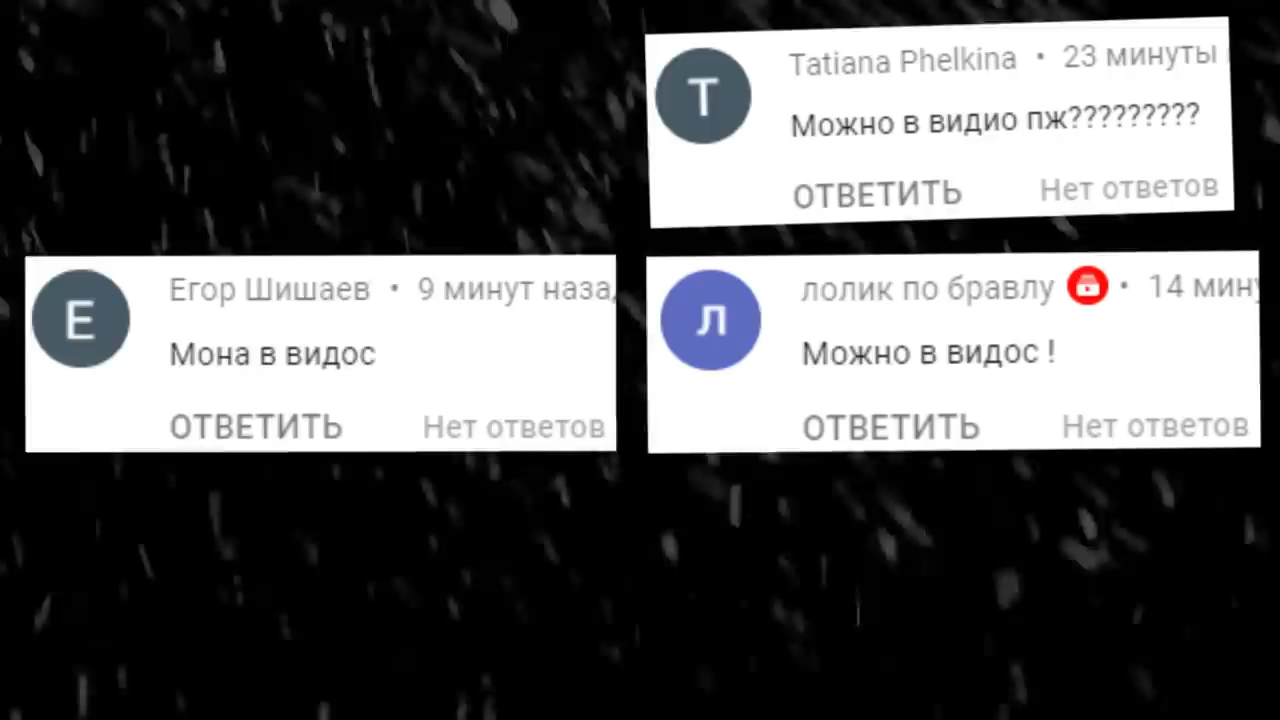 T
Tatiana Phelkina • 23 минуты
Можно в видио пж?????????
ОТВЕТИТЬ Нет ответов
Е
Егор Шишаев • 9 минут наза
Мона в видос
ОТВЕТИТЬ Нет ответов
Л
лолик по бравлу • 14 мин
Можно в видос !
ОТВЕТИТЬ Нет ответов